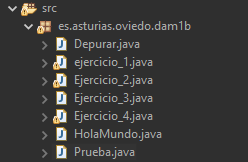 src
es.asturias.oviedo.dam1b
Depurar.java
ejercicio_1.java
Ejercicio_2.java
Ejercicio_3.java
Ejercicio_4.java
HolaMundo.java
Prueba.java